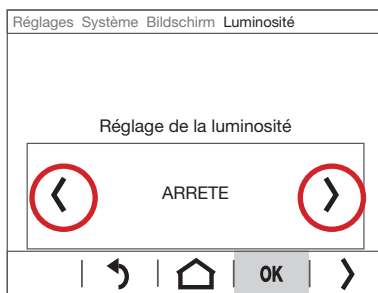 Réglages Système Bildschirm Luminosité
Réglage de la luminosité
ARRETE
OK